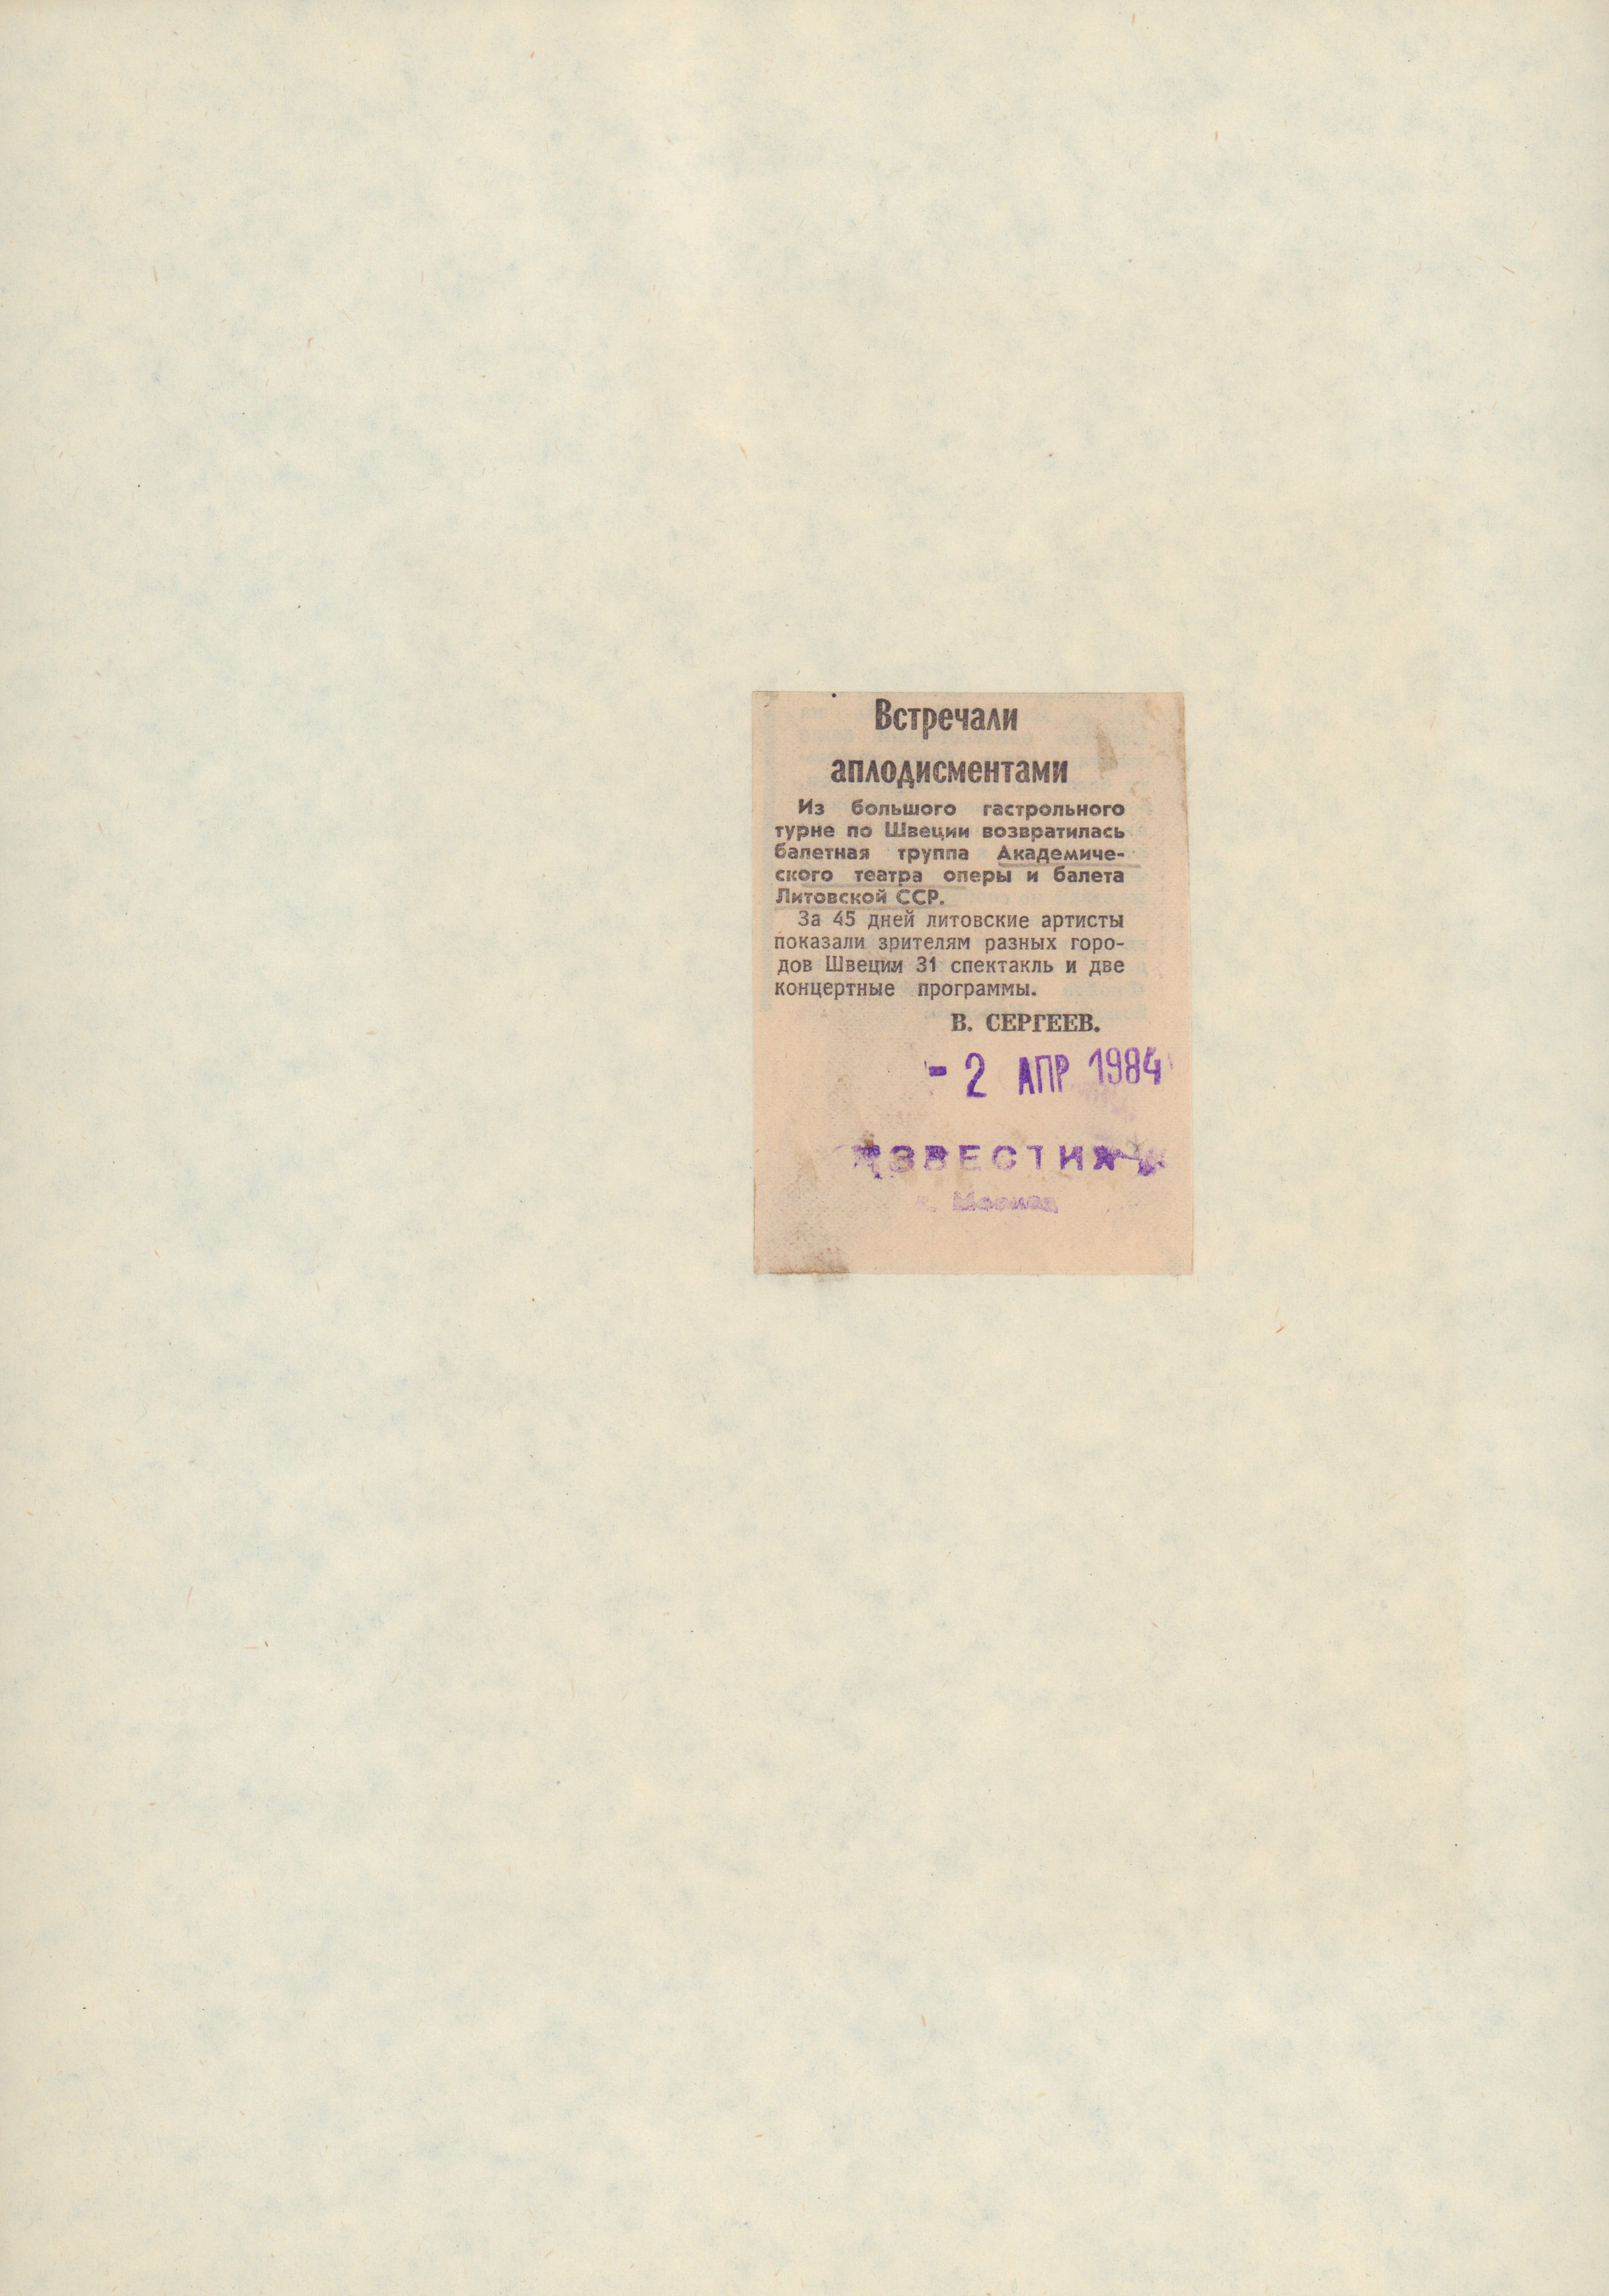 Встречали
аплодисментами
Из большого гастрольного
турне по Швеции возвратилась
балетная труппа Академиче-
ского театра оперы и балета
Литовской ССР.
За 45 дней литовские артисты
показали зрителям разных горо-
дов Швеции 31 спектакль и две
концертные программы.
В. СЕРГЕЕВ.
- 2 АПР 1984
ИЗВЕСТИЯ
г. Москва